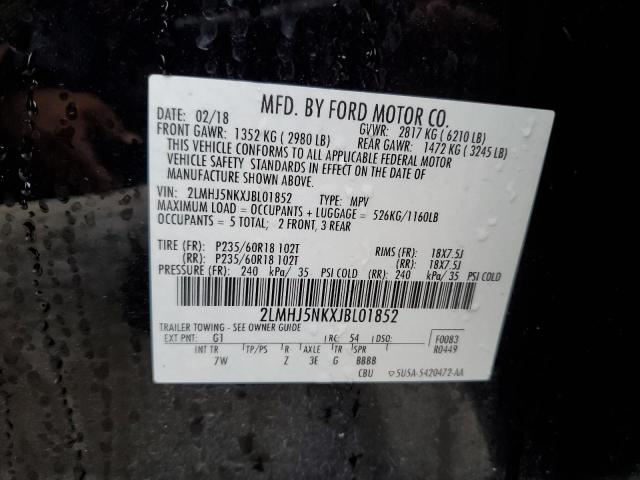 MFD. BY FORD MOTOR CO.
DATE: 02/18 GVWR: 2817 KG ( 6210 LB)
FRONT GAWR: 1352 KG ( 2980 LB) REAR GAWR: 1472 KG ( 3245 LB)
THIS VEHICLE CONFORMS TO ALL APPLICABLE FEDERAL MOTOR
VEHICLE SAFETY STANDARDS IN EFFECT ON THE DATE OF
MANUFACTURE SHOWN ABOVE.
VIN: 2LMHJ5NKXJBL01852 TYPE: MPV
MAXIMUM LOAD = OCCUPANTS + LUGGAGE = 526KG/1160LB
OCCUPANTS = 5 TOTAL; 2 FRONT, 3 REAR
TIRE (FR): P235/60R18 102T RIMS (FR): 18X7.5J
(RR): P235/60R18 102T (RR): 18X7.5J
PRESSURE (FR): 240 kPa/ 35 PSI COLD (RR): 240 kPa/ 35 PSI COLD
2LMHJ5NKXJBL01852
TRAILER TOWING - SEE OWNER GUIDE
EXT PNT: G1 RC: 54 DSO: F0083
INT TR TP/PS R AXLE TR SPR R0449
7W Z 3E G BBBB
CBU 5U5A-5420472-AA